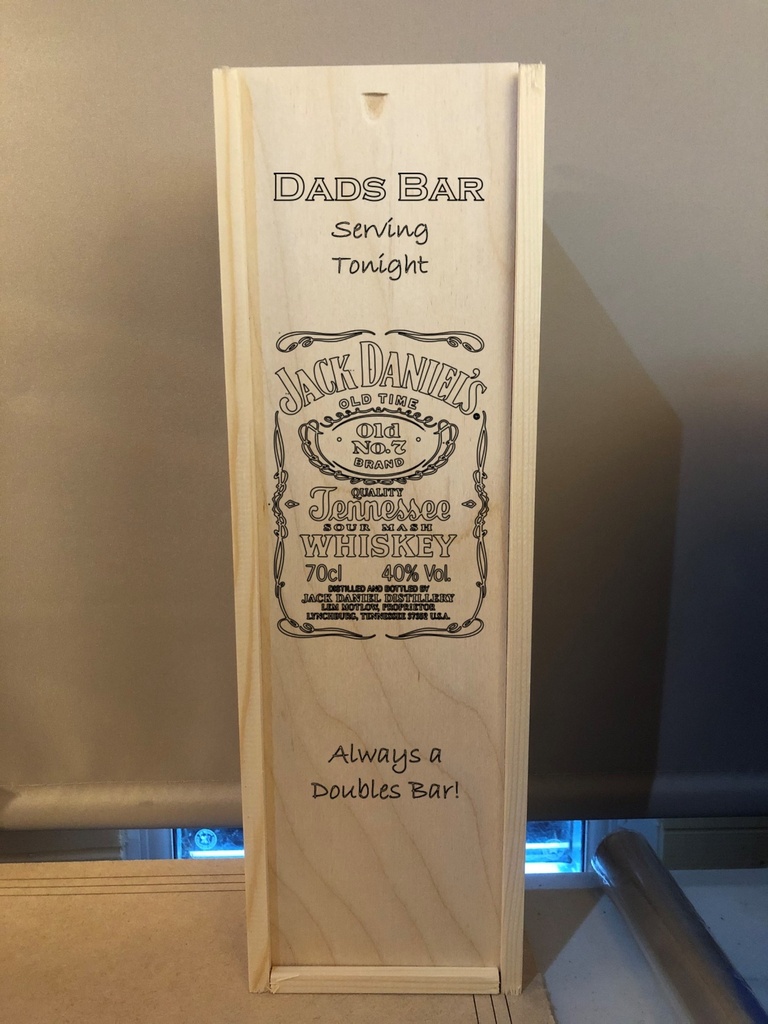 DADS BAR
Serving
Tonight
JACK DANIEL'S
OLD TIME
Old
No.7
BRAND
QUALITY
Tennessee
SOUR MASH
WHISKEY
70cl 40% Vol.
DISTILLED AND BOTTLED BY
JACK DANIEL DISTILLERY
LEM MOTLOW, PROPRIETOR
LYNCHBURG, TENNESSEE 37352 U.S.A.
Always a
Doubles Bar!